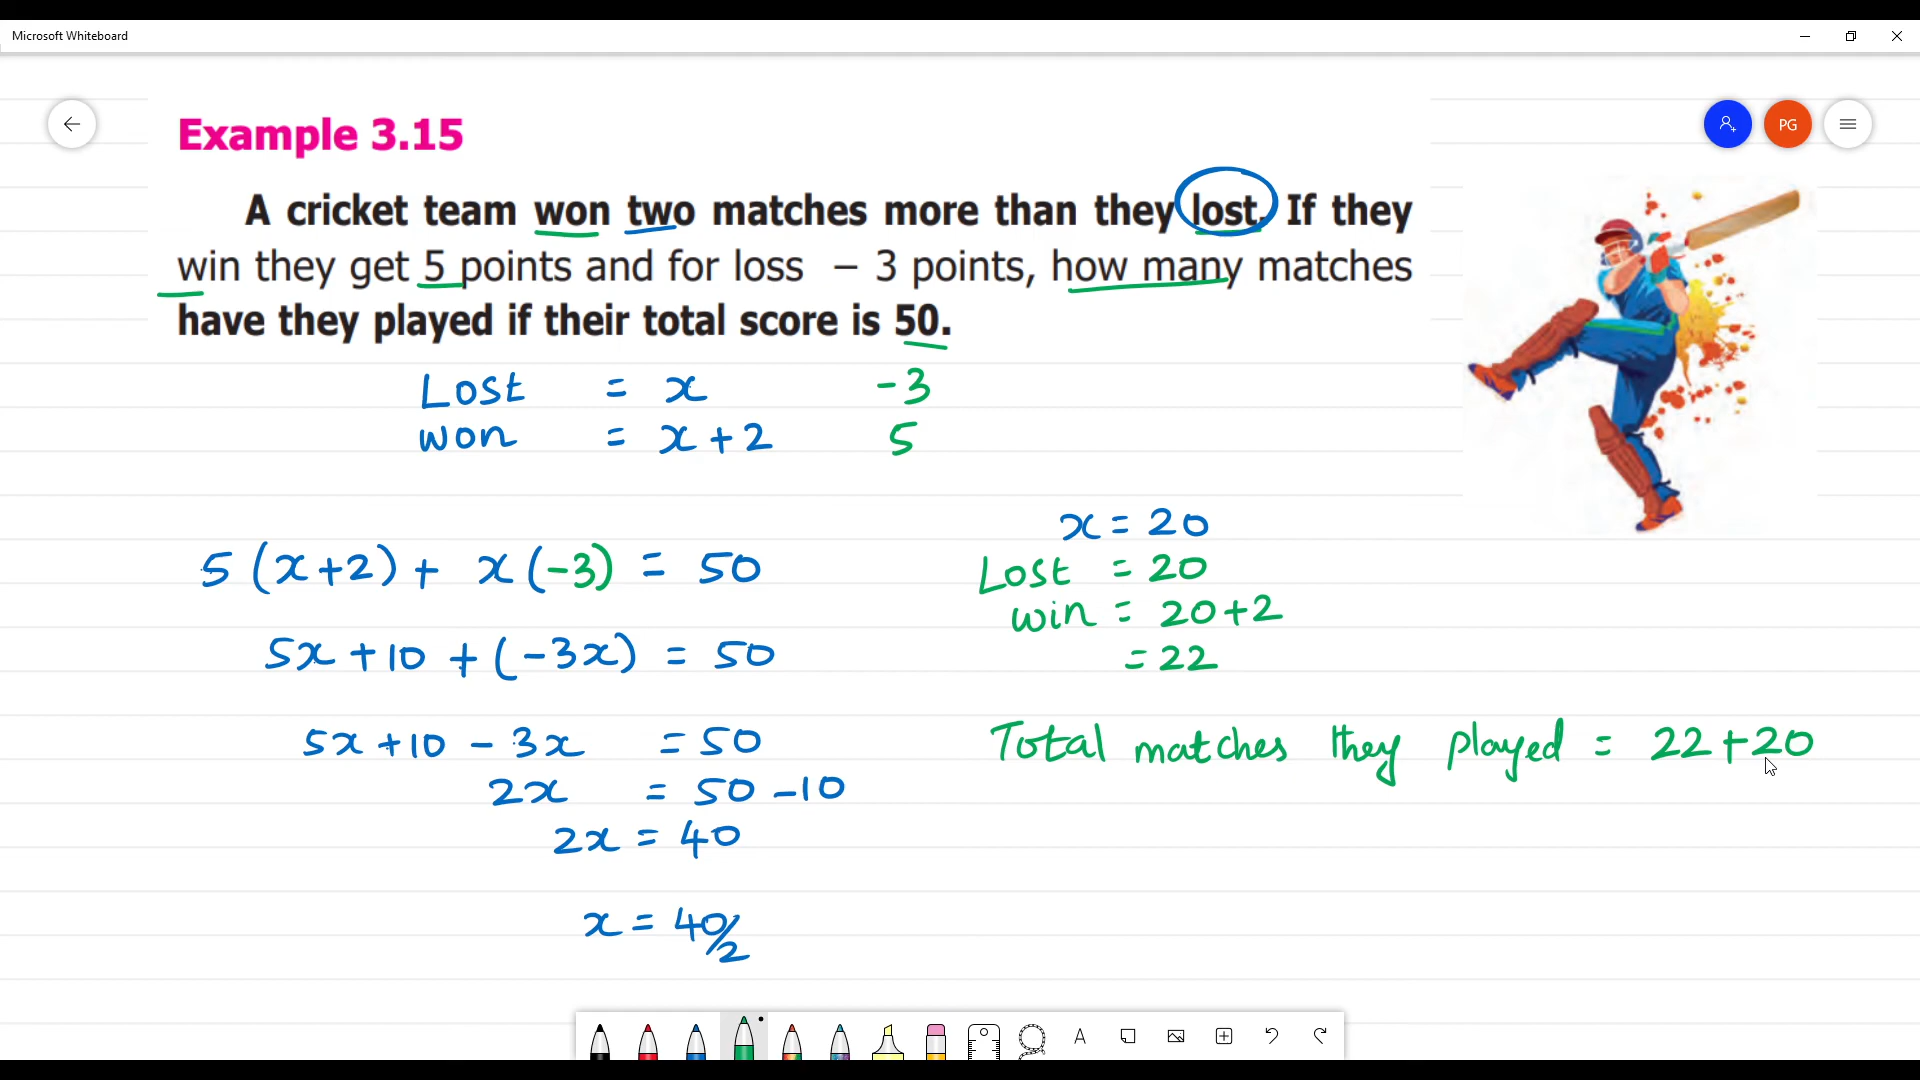 Microsoft Whiteboard
PG
Example 3.15
A cricket team won two matches more than they lost. If they
win they get 5 points and for loss – 3 points, how many matches
have they played if their total score is 50.
Lost = x -3
won = x+2 5
5(x+2) + x(-3) = 50
5x+10 + (-3x) = 50
5x+10 - 3x = 50
2x = 50 -10
2x = 40
x = 40/2
x = 20
Lost = 20
win = 20+2
= 22
Total matches they played = 22+20
A